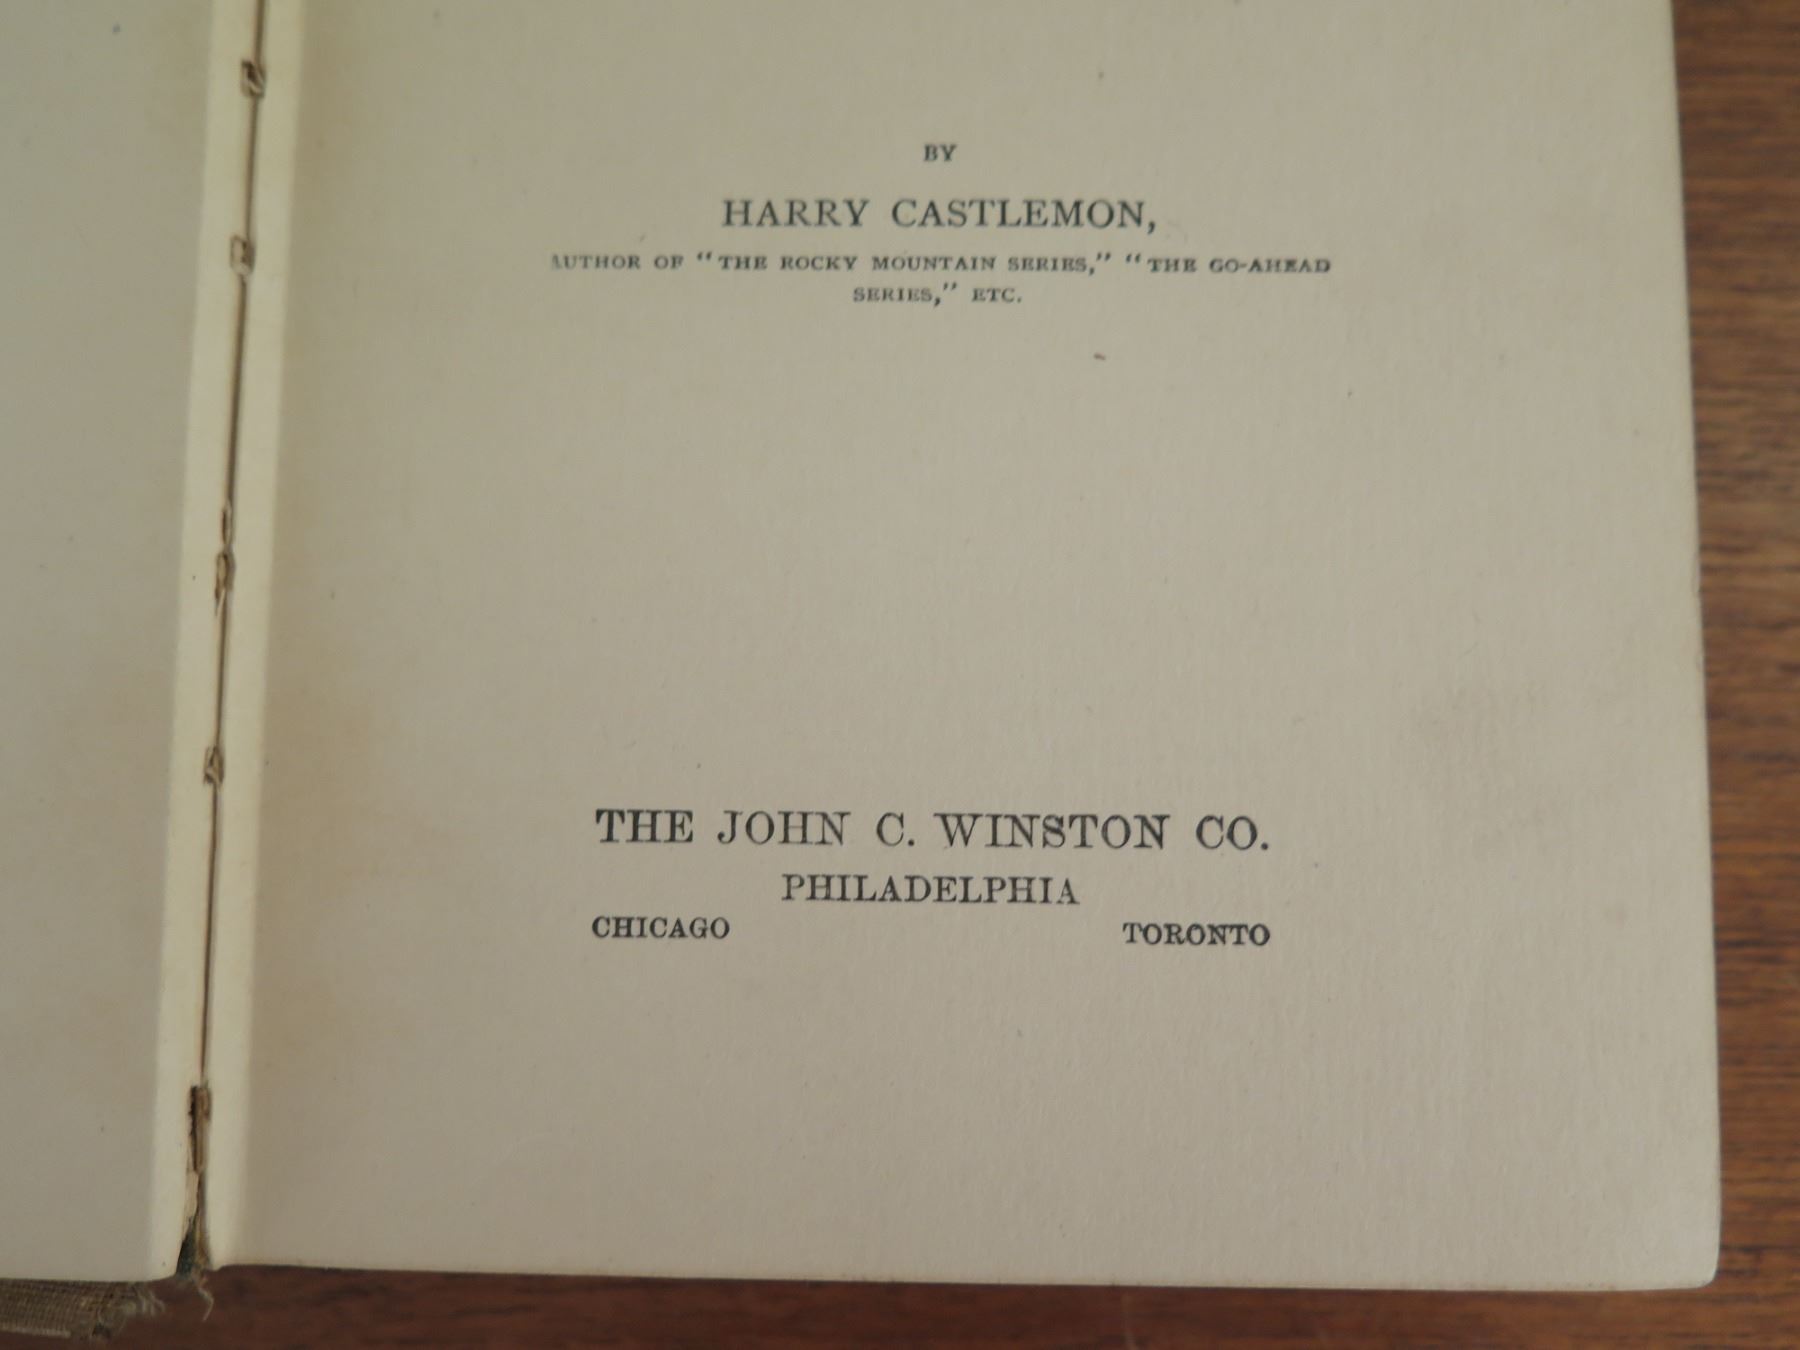 BY
HARRY CASTLEMON,
AUTHOR OF "THE ROCKY MOUNTAIN SERIES," "THE GO-AHEAD
SERIES," ETC.
THE JOHN C. WINSTON CO.
PHILADELPHIA
CHICAGO TORONTO